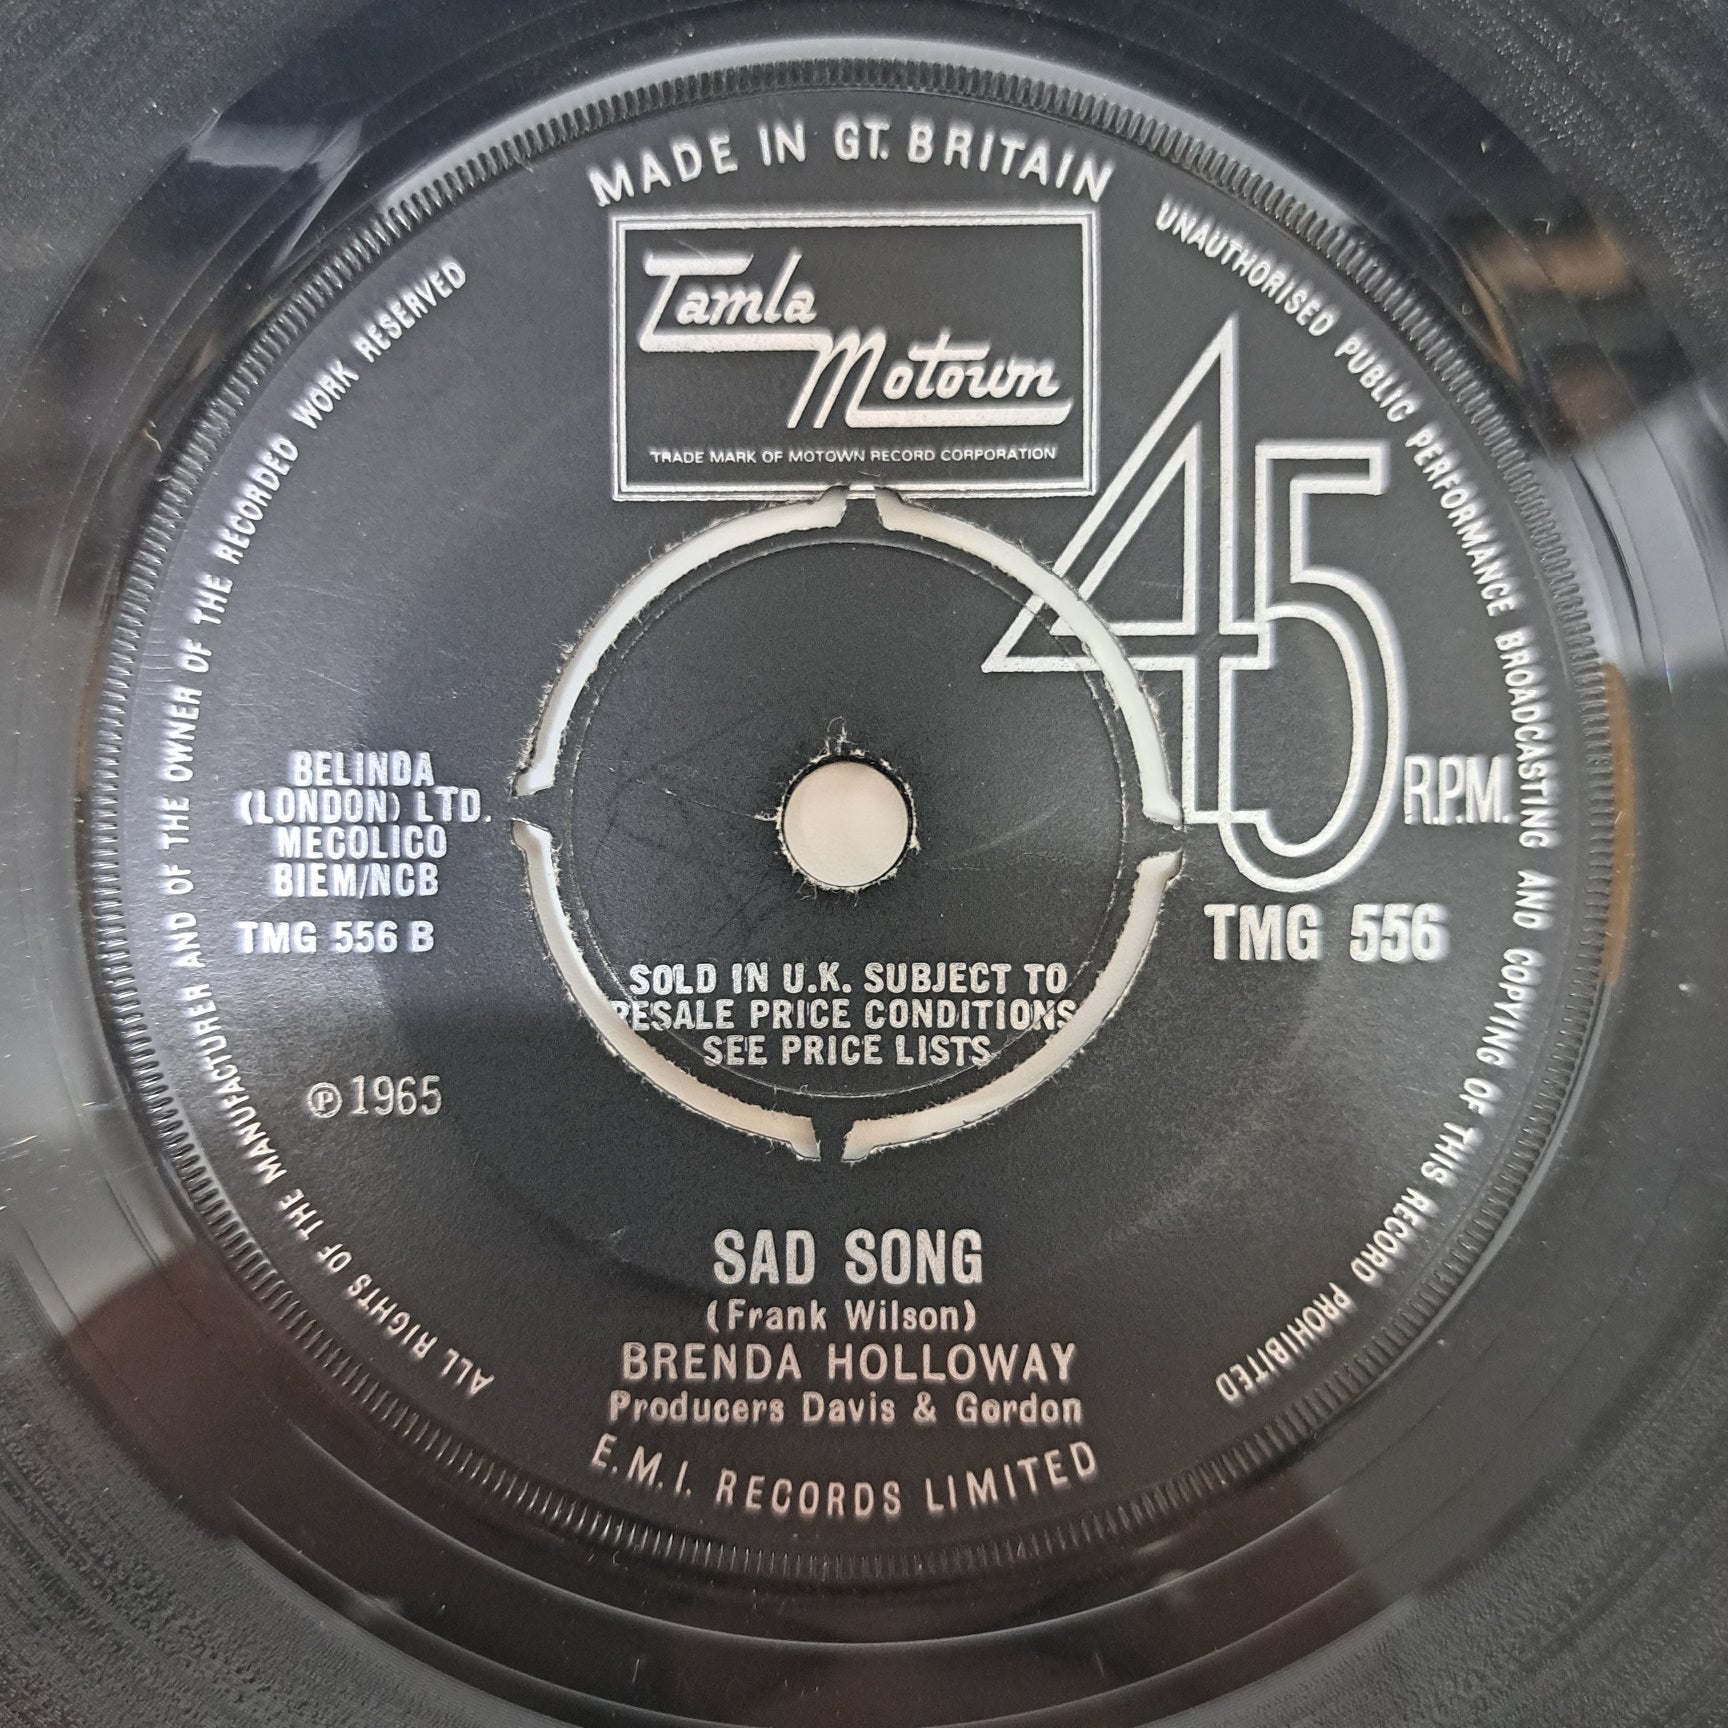 MADE IN GT. BRITAIN
Tamla
Motown
TRADE MARK OF MOTOWN RECORD CORPORATION
UNAUTHORISED PUBLIC PERFORMANCE BROADCASTING AND COPYING OF THIS RECORD PROHIBITED
ALL RIGHTS OF THE MANUFACTURER AND OF THE OWNER OF THE RECORDED WORK RESERVED
45
R.P.M.
BELINDA
(LONDON) LTD.
MECOLICO
BIEM/NCB
TMG 556 B
TMG 556
SOLD IN U.K. SUBJECT TO
RESALE PRICE CONDITIONS
SEE PRICE LISTS
℗ 1965
SAD SONG
(Frank Wilson)
BRENDA HOLLOWAY
Producers Davis & Gordon
E.M.I. RECORDS LIMITED